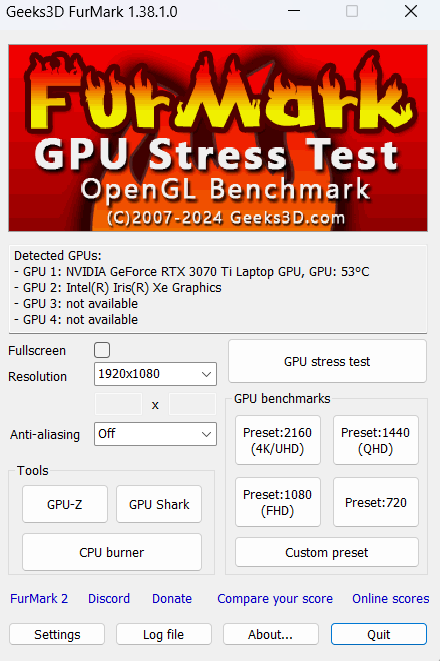 Geeks3D FurMark 1.38.1.0
FurMark
GPU Stress Test
OpenGL Benchmark
(C)2007-2024 Geeks3D.com
Detected GPUs:
- GPU 1: NVIDIA GeForce RTX 3070 Ti Laptop GPU, GPU: 53°C
- GPU 2: Intel(R) Iris(R) Xe Graphics
- GPU 3: not available
- GPU 4: not available
Fullscreen
Resolution
1920x1080
x
Anti-aliasing
Off
GPU stress test
GPU benchmarks
Preset:2160
(4K/UHD)
Preset:1440
(QHD)
Preset:1080
(FHD)
Preset:720
Custom preset
Tools
GPU-Z
GPU Shark
CPU burner
FurMark 2
Discord
Donate
Compare your score
Online scores
Settings
Log file
About...
Quit